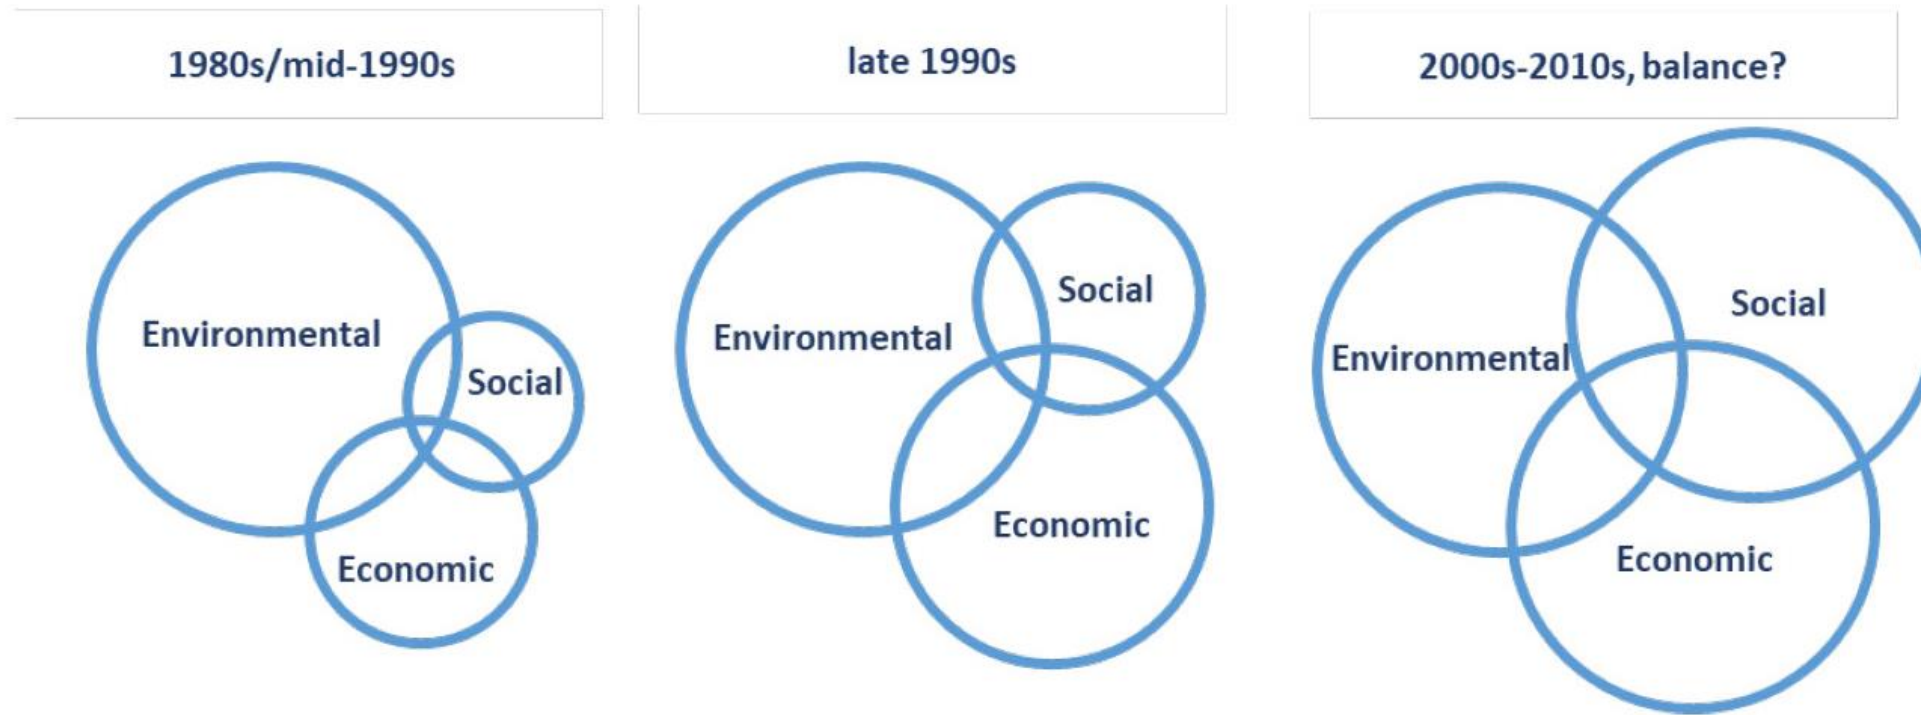 1980s/mid-1990s
Environmental
Social
Economic
late 1990s
Social
Environmental
Economic
2000s-2010s, balance?
Social
Environmental
Economic